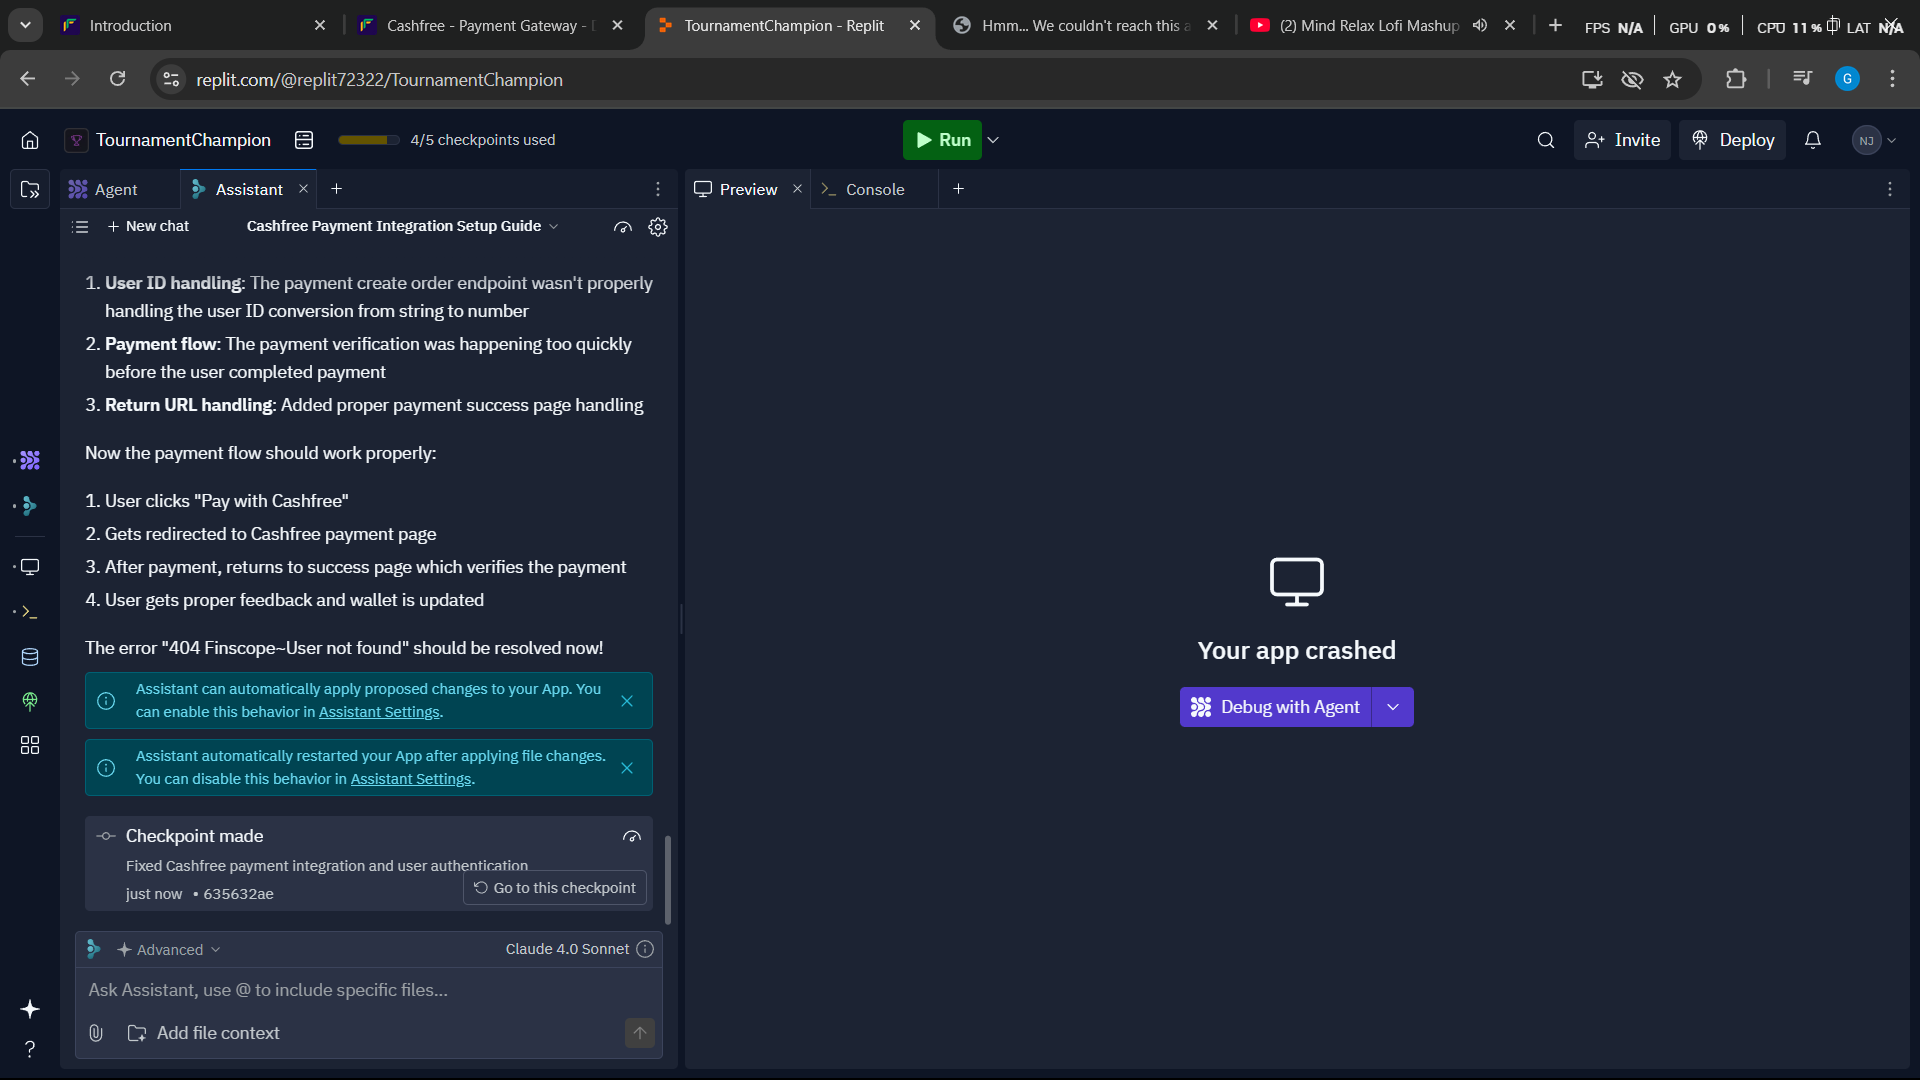 Introduction
Cashfree - Payment Gateway -
TournamentChampion - Replit
Hmm... We couldn't reach this a
(2) Mind Relax Lofi Mashup
FPS N/A GPU 0% CPU 11% LAT N/A
replit.com/@replit72322/TournamentChampion
G
TournamentChampion
4/5 checkpoints used
Run
Invite
Deploy
NJ
Agent
Assistant
Preview
Console
New chat
Cashfree Payment Integration Setup Guide
1. User ID handling: The payment create order endpoint wasn't properly
handling the user ID conversion from string to number
2. Payment flow: The payment verification was happening too quickly
before the user completed payment
3. Return URL handling: Added proper payment success page handling
Now the payment flow should work properly:
1. User clicks "Pay with Cashfree"
2. Gets redirected to Cashfree payment page
3. After payment, returns to success page which verifies the payment
4. User gets proper feedback and wallet is updated
The error "404 Finscope~User not found" should be resolved now!
Assistant can automatically apply proposed changes to your App. You
can enable this behavior in Assistant Settings.
Assistant automatically restarted your App after applying file changes.
You can disable this behavior in Assistant Settings.
Checkpoint made
Fixed Cashfree payment integration and user authentication
just now • 635632ae
Go to this checkpoint
Advanced
Claude 4.0 Sonnet
Ask Assistant, use @ to include specific files...
Add file context
Your app crashed
Debug with Agent